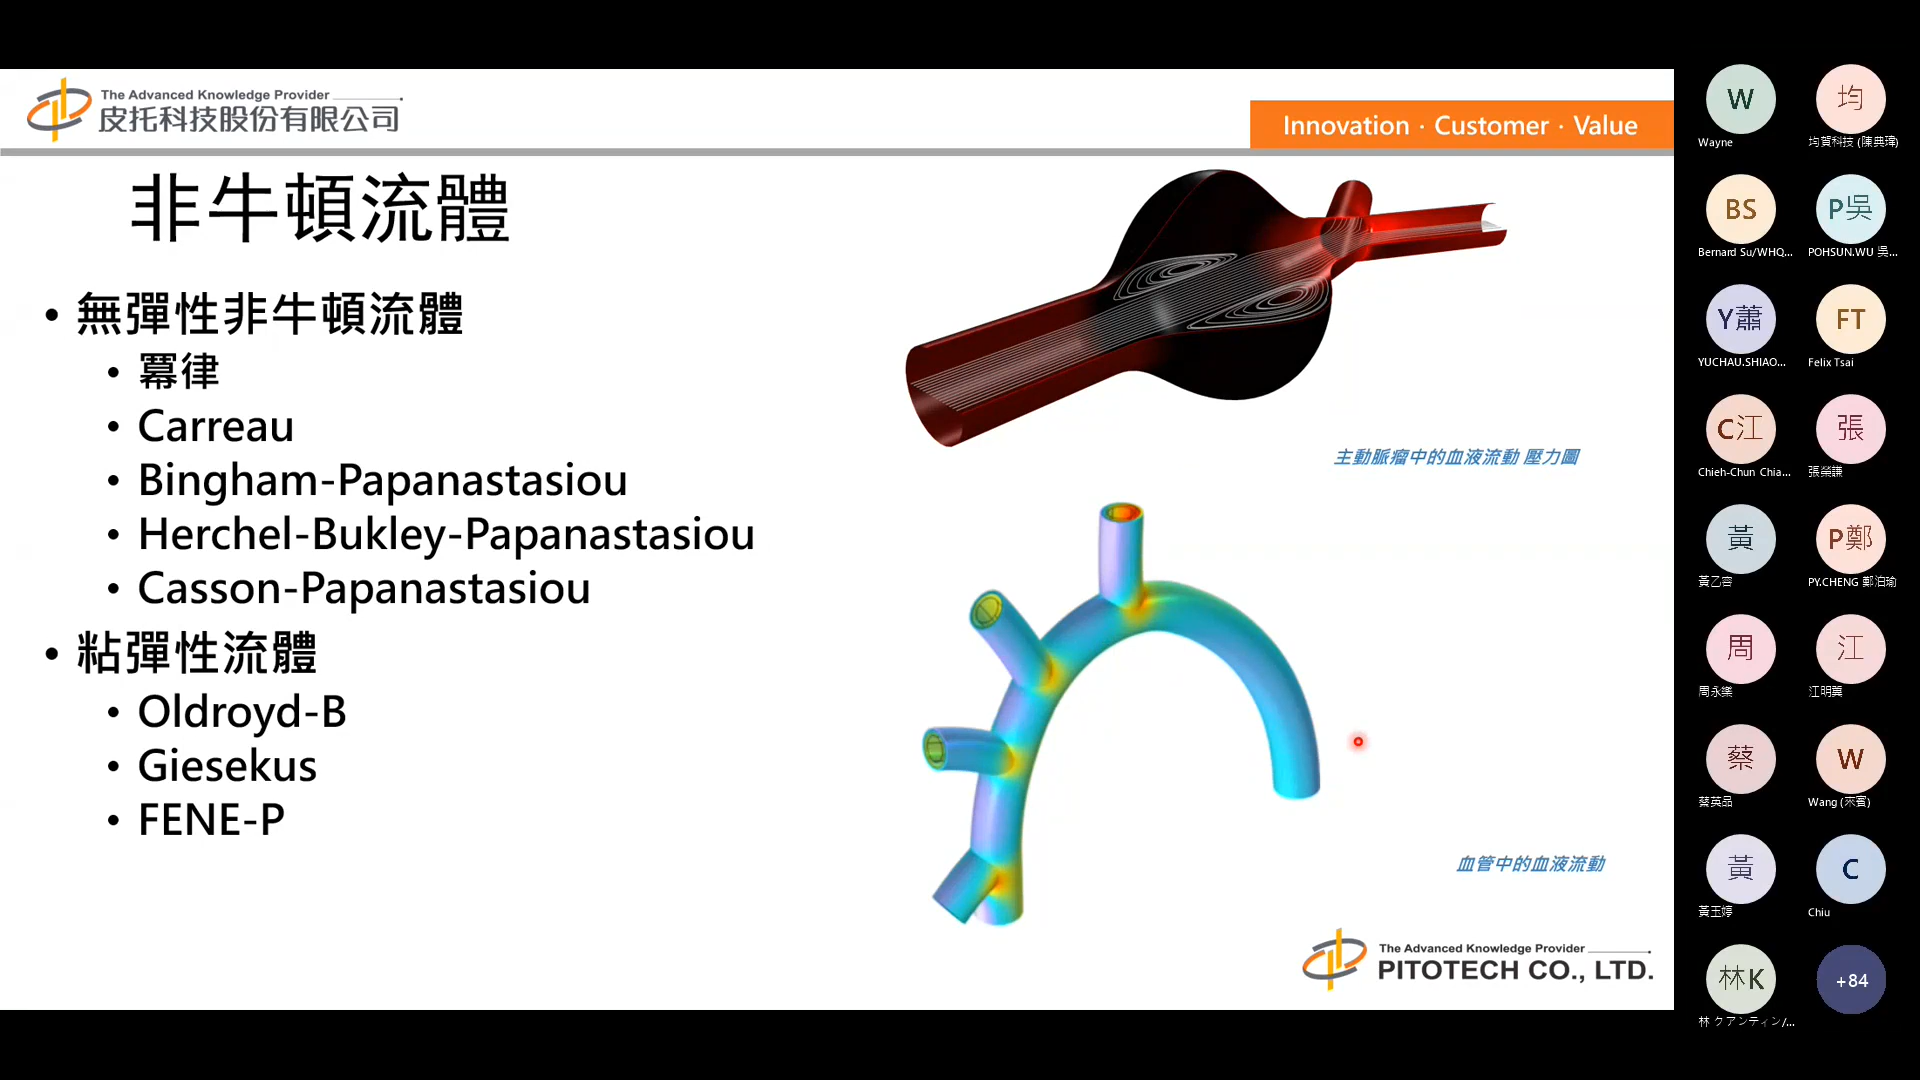 The Advanced Knowledge Provider
皮托科技股份有限公司
Innovation · Customer · Value
非牛頓流體
• 無彈性非牛頓流體
• 冪律
• Carreau
• Bingham-Papanastasiou
• Herchel-Bukley-Papanastasiou
• Casson-Papanastasiou
• 粘彈性流體
• Oldroyd-B
• Giesekus
• FENE-P
主動脈瘤中的血液流動 壓力圖
血管中的血液流動
The Advanced Knowledge Provider
PITOTECH CO., LTD.
W
Wayne
均
均賀科技 (陳典瑋)
BS
Bernard Su/WHQ...
P吳
POHSUN.WU 吳...
Y蕭
YUCHAU.SHIAO...
FT
Felix Tsai
C江
Chieh-Chun Chia...
張
張榮謙
黃
黃乙容
P鄭
PY.CHENG 鄭泊瑜
周
周永樂
江
江明翼
蔡
蔡英品
W
Wang (來賓)
黃
黃玉婷
C
Chiu
林K
林 クアンティン/...
+84